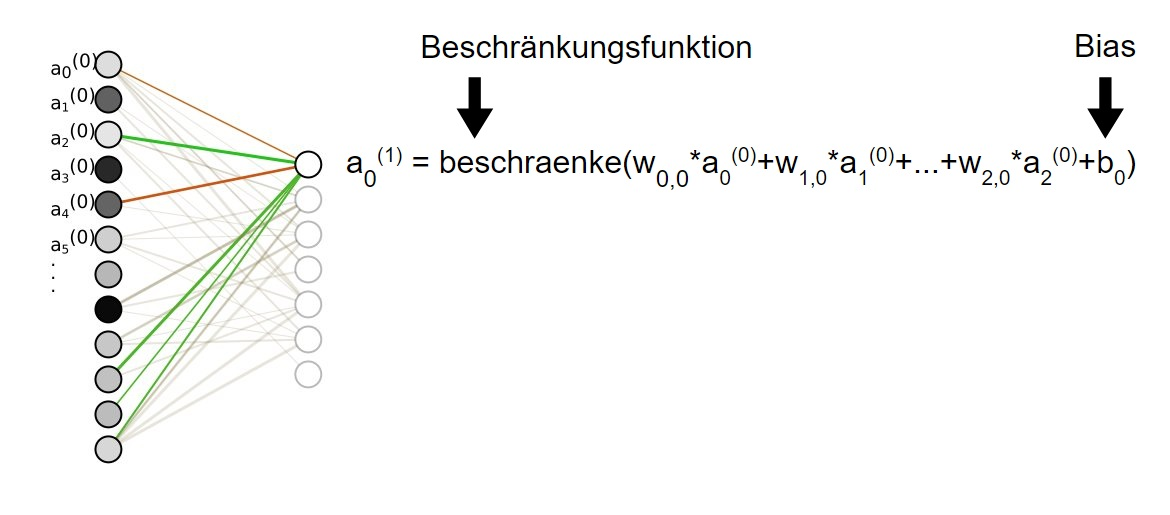 Beschränkungsfunktion
Bias
a0(0)
a1(0)
a2(0)
a3(0)
a4(0)
a5(0)
.
.
.
a0(1) = beschraenke(w0,0*a0(0)+w1,0*a1(0)+...+w2,0*a2(0)+b0)